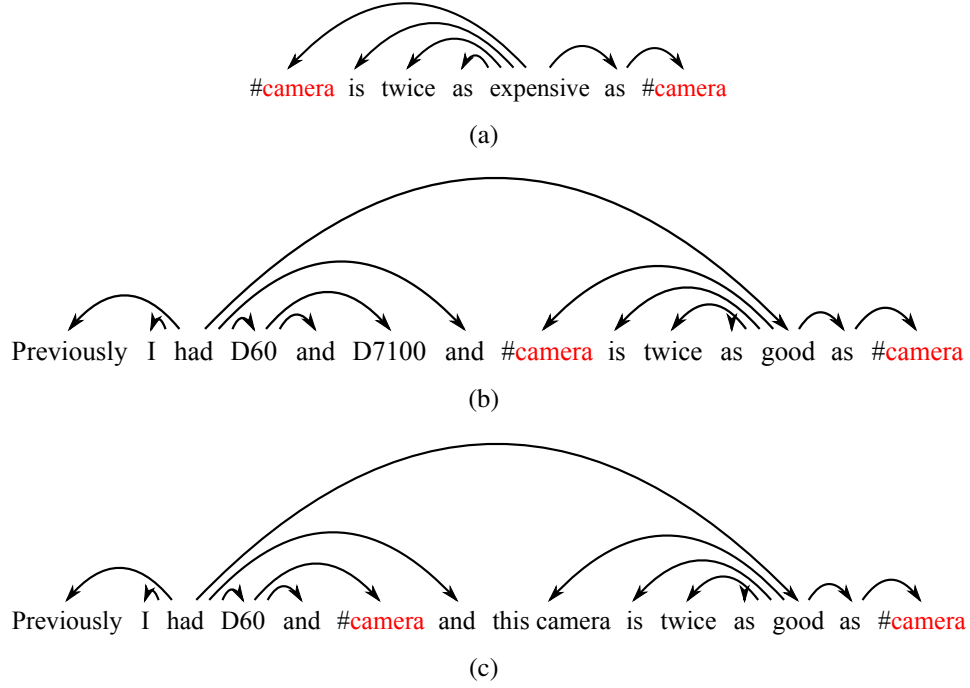 #camera is twice as expensive as #camera
(a)
Previously I had D60 and D7100 and #camera is twice as good as #camera
(b)
Previously I had D60 and #camera and this camera is twice as good as #camera
(c)